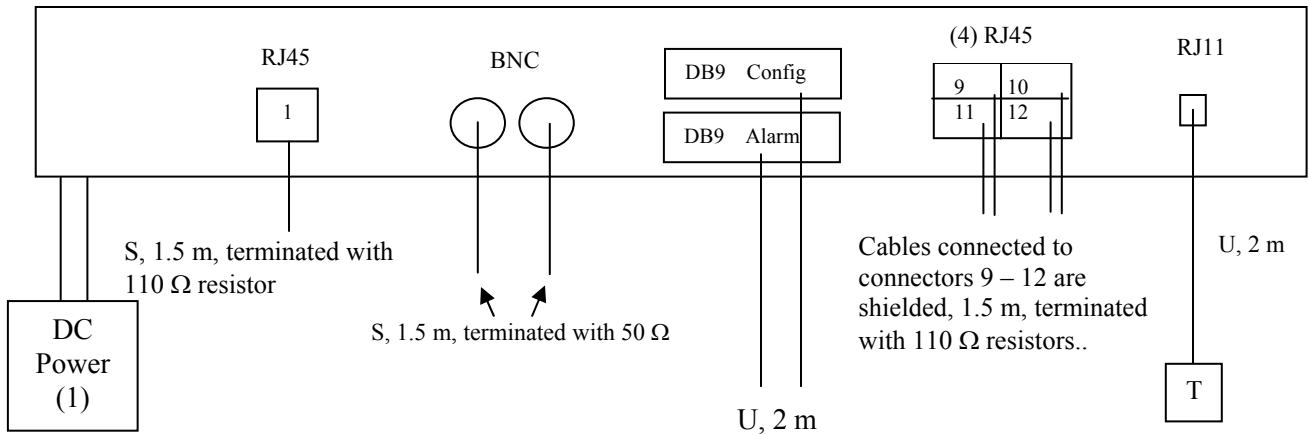 (4) RJ45
RJ45
BNC
RJ11
DB9 Config
9 10
1
11 12
DB9 Alarm
S, 1.5 m, terminated with
110 Ω resistor
Cables connected to
connectors 9 – 12 are
shielded, 1.5 m, terminated
with 110 Ω resistors..
U, 2 m
S, 1.5 m, terminated with 50 Ω
DC
Power
(1)
T
U, 2 m